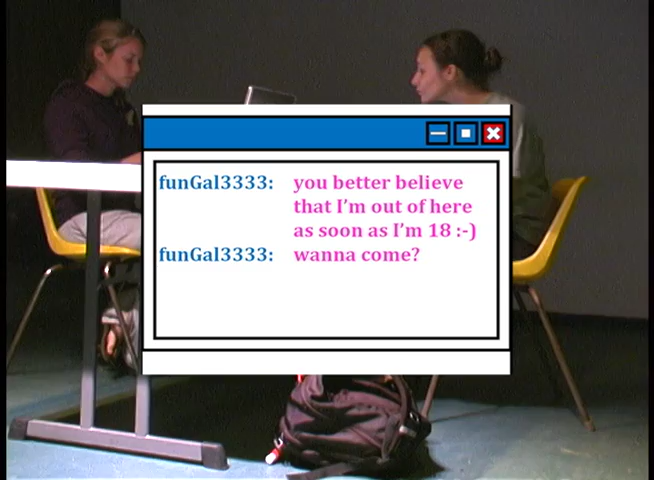 funGal3333: you better believe
that I'm out of here
as soon as I'm 18 :-)
funGal3333: wanna come?